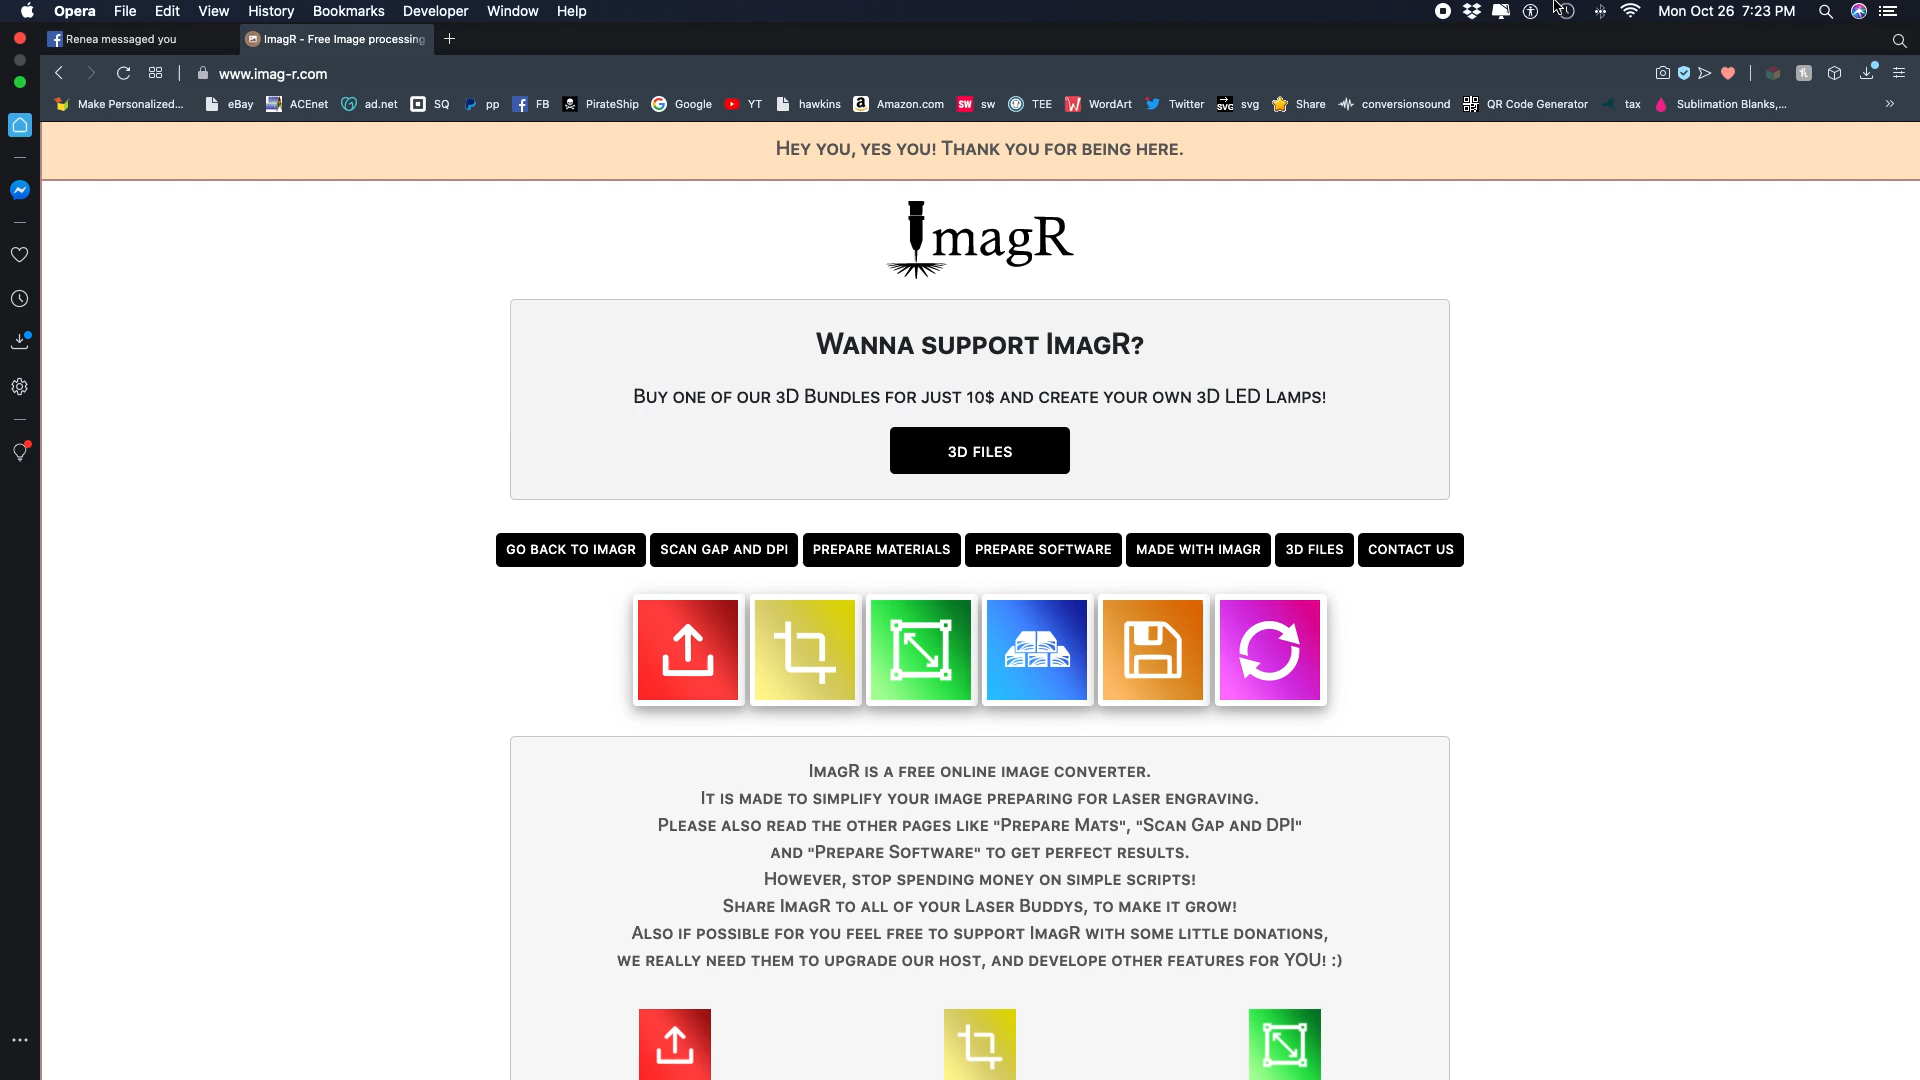 Opera File Edit View History Bookmarks Developer Window Help Mon Oct 26 7:23 PM
Renea messaged you ImagR - Free Image processing
www.imag-r.com
Make Personalized... eBay ACEnet ad.net SQ pp FB PirateShip Google YT hawkins Amazon.com sw TEE WordArt Twitter svg Share conversionsound QR Code Generator tax Sublimation Blanks,...
Hey you, yes you! Thank you for being here.
ImagR
Wanna support ImagR?
Buy one of our 3D Bundles for just 10$ and create your own 3D LED Lamps!
3D FILES
GO BACK TO IMAGR SCAN GAP AND DPI PREPARE MATERIALS PREPARE SOFTWARE MADE WITH IMAGR 3D FILES CONTACT US
ImagR is a free online image converter.
It is made to simplify your image preparing for laser engraving.
Please also read the other pages like "Prepare Mats", "Scan Gap and DPI"
and "Prepare Software" to get perfect results.
However, stop spending money on simple scripts!
Share ImagR to all of your Laser Buddys, to make it grow!
Also if possible for you feel free to support ImagR with some little donations,
we really need them to upgrade our host, and develope other features for YOU! :)